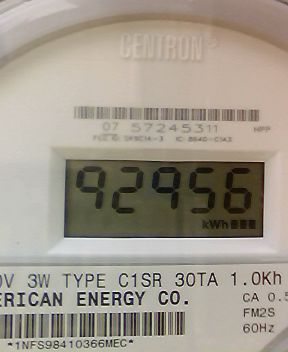 CENTRON®
07 57245311 HPP
92956
kWh
0V 3W TYPE C1SR 30TA 1.0Kh
ERICAN ENERGY CO. CA 0.5
FM2S
60Hz
*1NFS98410366MEC*